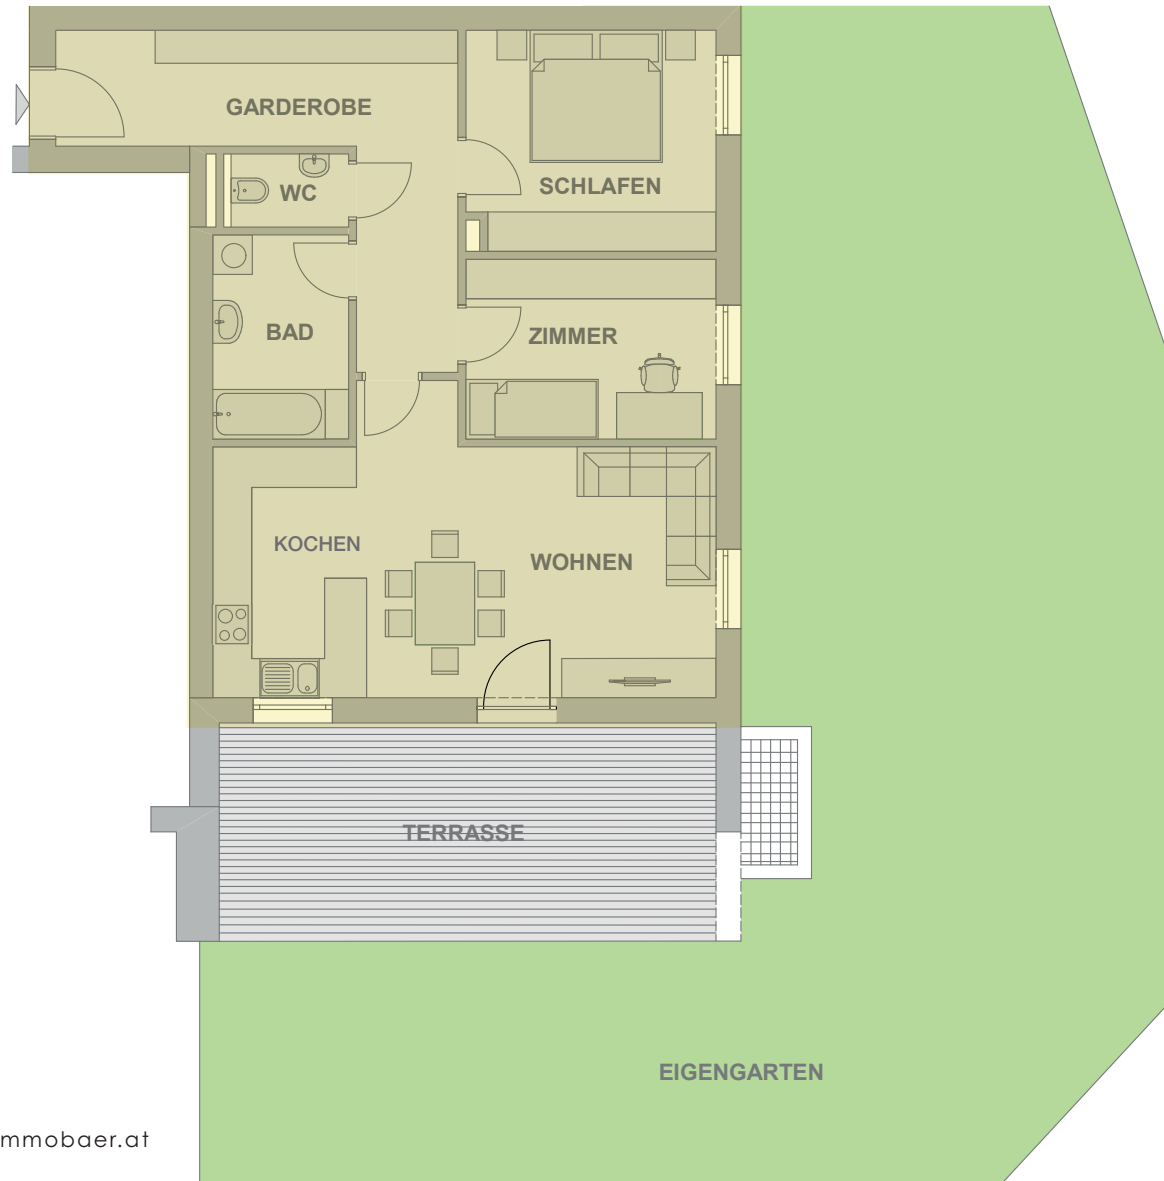 GARDEROBE
WC
SCHLAFEN
BAD
ZIMMER
KOCHEN
WOHNEN
TERRASSE
EIGENGARTEN
mmobaer.at